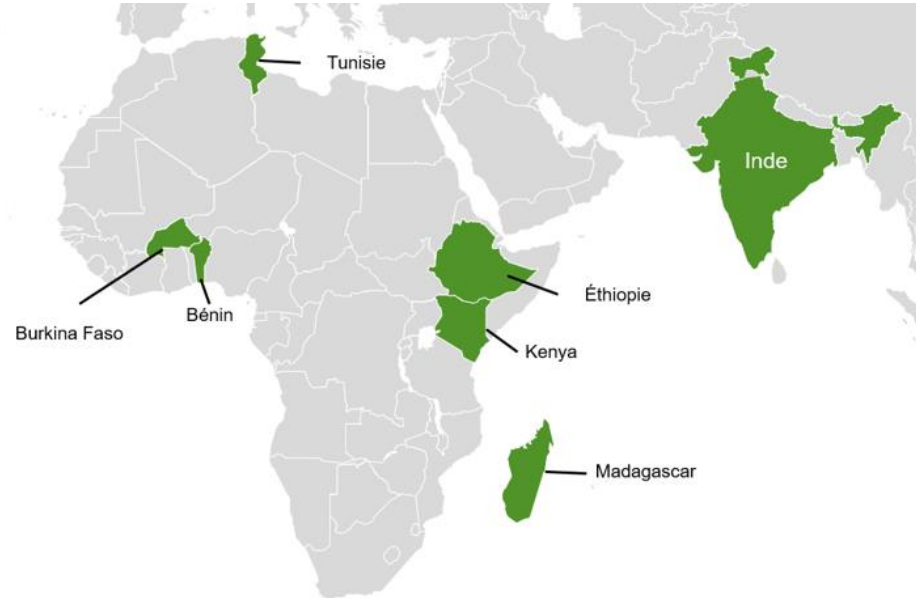 Tunisie
Inde
Éthiopie
Bénin
Burkina Faso
Kenya
Madagascar